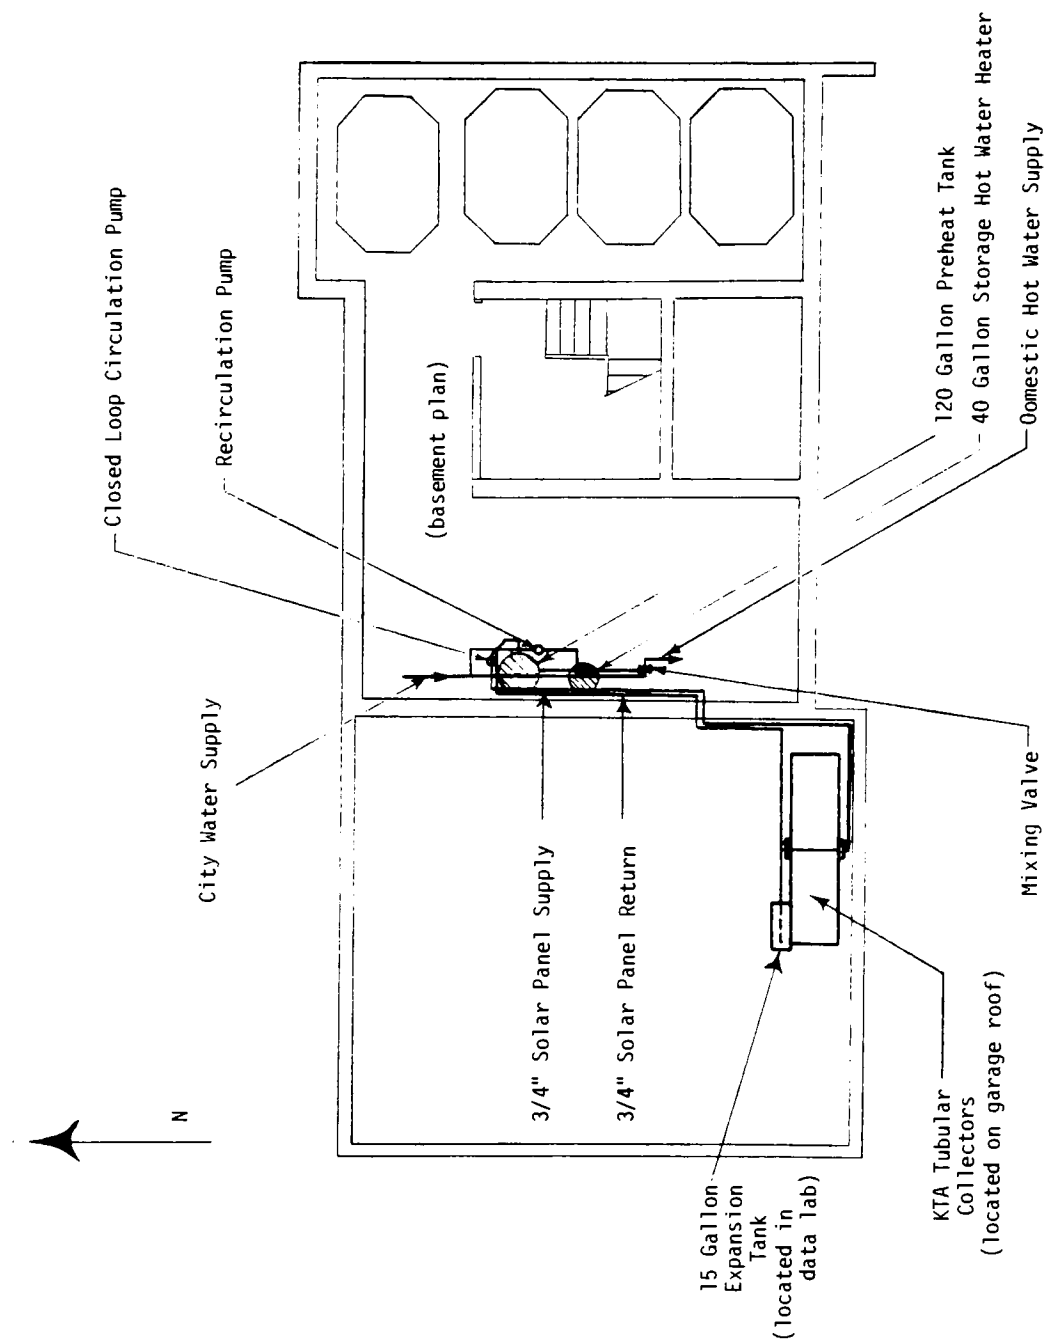 N
City Water Supply
Closed Loop Circulation Pump
Recirculation Pump
(basement plan)
3/4" Solar Panel Supply
3/4" Solar Panel Return
15 Gallon
Expansion
Tank
(located in
data lab)
KTA Tubular
Collectors
(located on garage roof)
Mixing Valve
120 Gallon Preheat Tank
40 Gallon Storage Hot Water Heater
Domestic Hot Water Supply